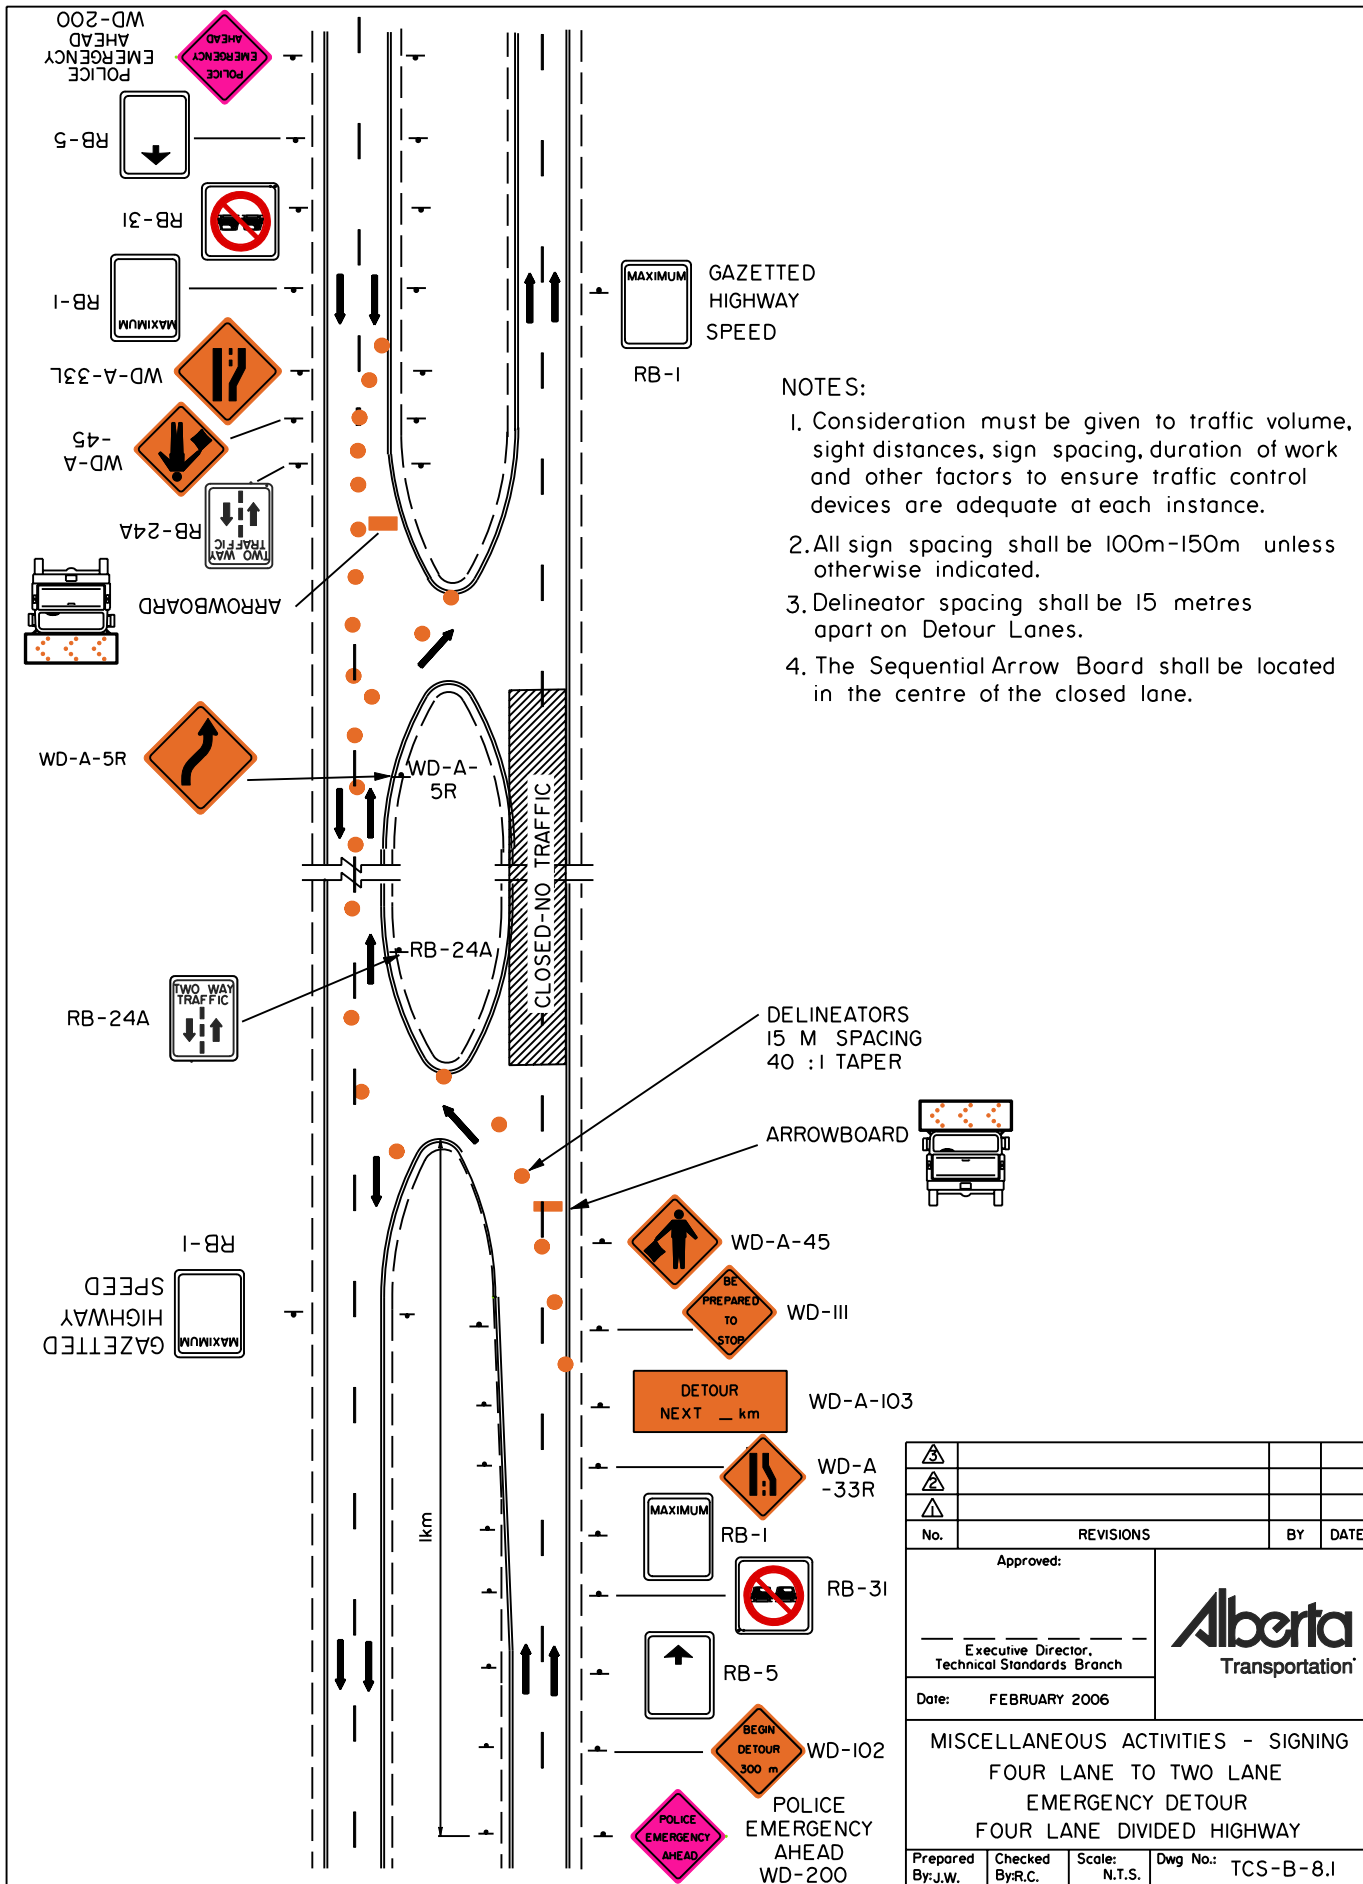 POLICE
EMERGENCY
AHEAD
WD-200
POLICE
EMERGENCY
AHEAD
RB-5
RB-31
RB-1
MAXIMUM
WD-A-33L
WD-A
-45
RB-24A
TWO WAY
TRAFFIC
ARROWBOARD
MAXIMUM
GAZETTED
HIGHWAY
SPEED
RB-1
NOTES:
1. Consideration must be given to traffic volume,
sight distances, sign spacing, duration of work
and other factors to ensure traffic control
devices are adequate at each instance.
2. All sign spacing shall be 100m-150m unless
otherwise indicated.
3. Delineator spacing shall be 15 metres
apart on Detour Lanes.
4. The Sequential Arrow Board shall be located
in the centre of the closed lane.
WD-A-5R
WD-A-
5R
CLOSED-NO TRAFFIC
RB-24A
RB-24A
TWO WAY
TRAFFIC
DELINEATORS
15 M SPACING
40 :1 TAPER
ARROWBOARD
WD-A-45
RB-1
GAZETTED
HIGHWAY
SPEED
MAXIMUM
BE
PREPARED
TO
STOP
WD-111
DETOUR
NEXT _ km
WD-A-103
WD-A
-33R
1km
MAXIMUM
RB-1
RB-31
RB-5
BEGIN
DETOUR
300 m
WD-102
POLICE
EMERGENCY
AHEAD
POLICE
EMERGENCY
AHEAD
WD-200
3
2
1
No. REVISIONS BY DATE
Approved:
Executive Director,
Technical Standards Branch
Alberta
Transportation
Date: FEBRUARY 2006
MISCELLANEOUS ACTIVITIES - SIGNING
FOUR LANE TO TWO LANE
EMERGENCY DETOUR
FOUR LANE DIVIDED HIGHWAY
Prepared
By:J.W.
Checked
By:R.C.
Scale:
N.T.S.
Dwg No.: TCS-B-8.1